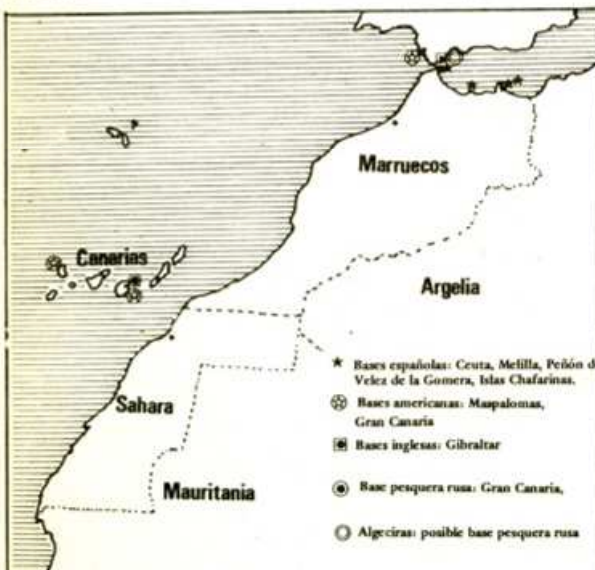 Marruecos
Canarias
Argelia
Sahara
Mauritania
Bases españolas: Ceuta, Melilla, Peñón d
Velez de la Gomera, Islas Chafarinas.
Bases americanas: Maspalomas,
Gran Canaria
Bases inglesas: Gibraltar
Base pesquera rusa: Gran Canaria,
Algeciras: posible base pesquera rusa